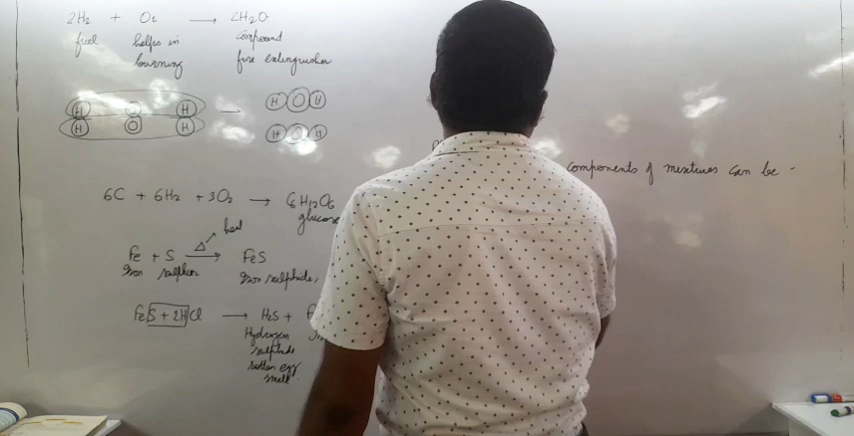 2H2 + O2 → 2H2O
fuel helps in compound
burning fire extinguisher
H O H → H O H
H O H H O H
components of mixtures can be
6C + 6H2 + 3O2 → C6H12O6
glucose
heat
Fe + S Δ → FeS
Iron sulphur Iron sulphide,
FeS + 2HCl → H2S +
Hydrogen
sulphide
rotten egg
smell